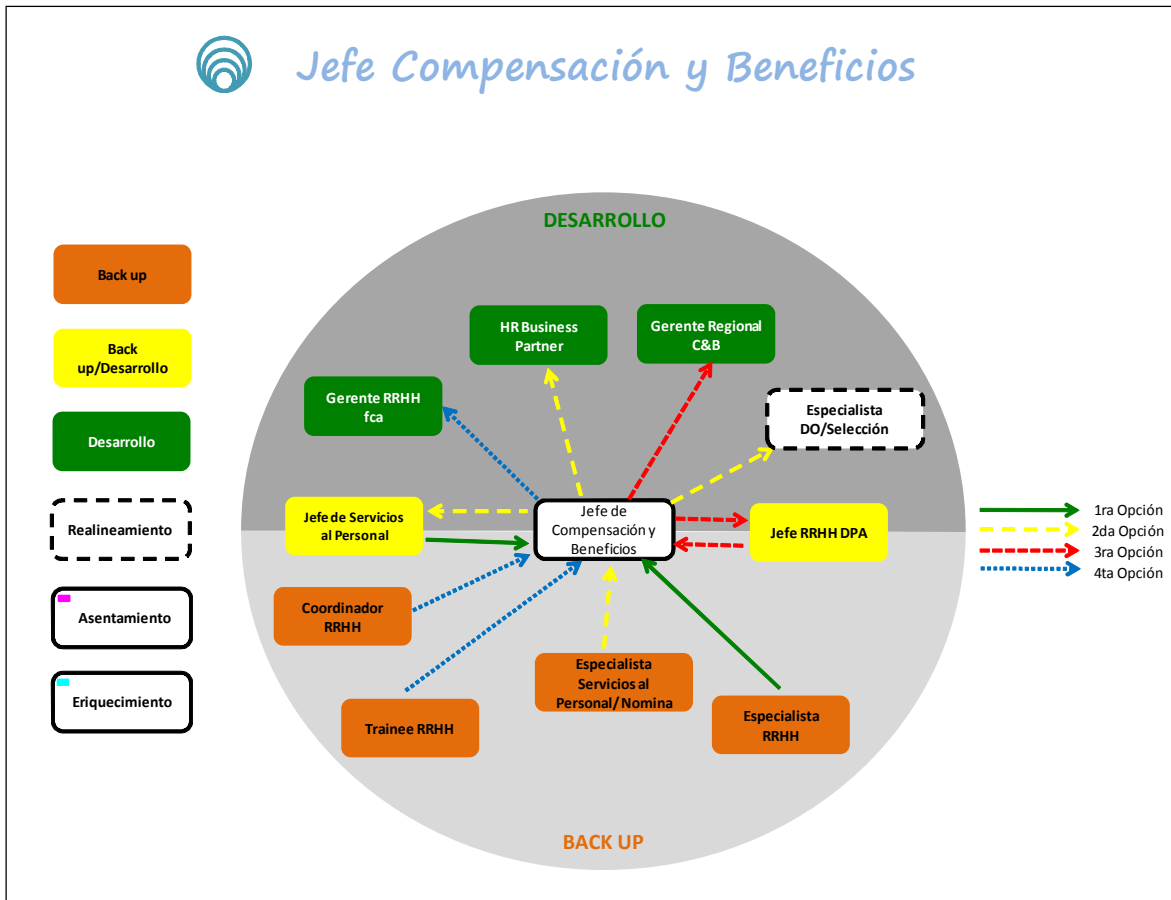 Jefe Compensación y Beneficios
DESARROLLO
Back up
Back
up/Desarrollo
Desarrollo
Realineamiento
Asentamiento
Eriquecimiento
HR Business
Partner
Gerente Regional
C&B
Gerente RRHH
fca
Especialista
DO/Selección
Jefe de Servicios
al Personal
Jefe de
Compensación y
Beneficios
Jefe RRHH DPA
Coordinador
RRHH
Trainee RRHH
Especialista
Servicios al
Personal/ Nomina
Especialista
RRHH
BACK UP
1ra Opción
2da Opción
3ra Opción
4ta Opción